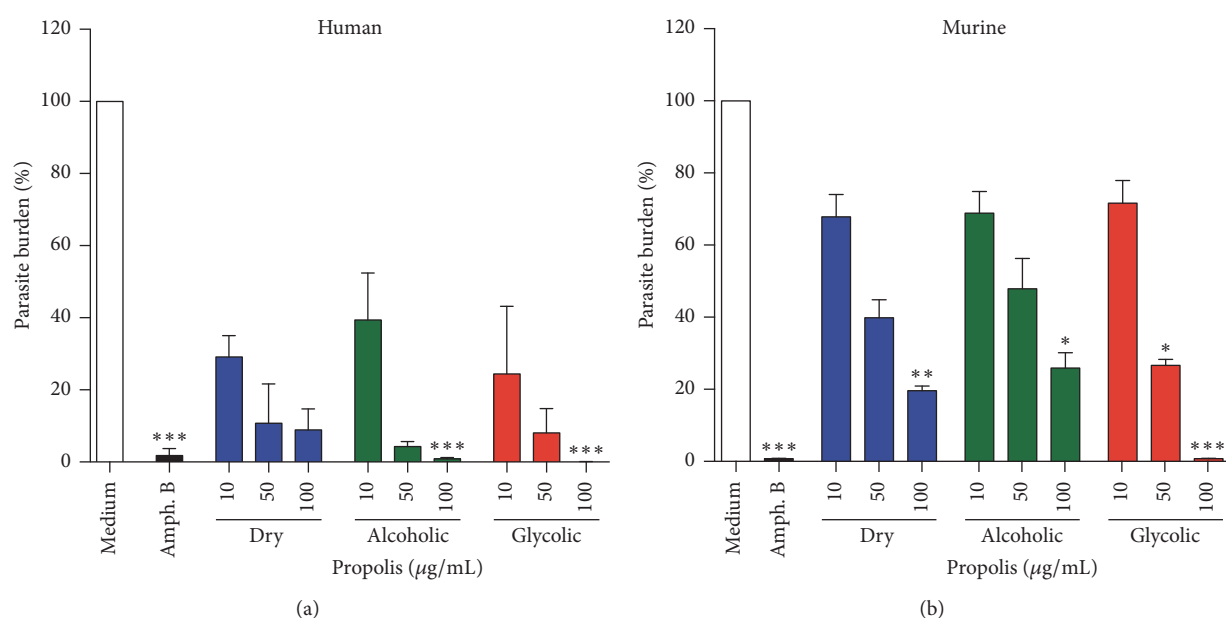 Human
Parasite burden (%)
120
100
80
60
40
20
0
***
***
***
Medium
Amph. B
10
50
100
10
50
100
10
50
100
Dry
Alcoholic
Glycolic
Propolis (μg/mL)
(a)
Murine
Parasite burden (%)
120
100
80
60
40
20
0
***
**
*
*
***
Medium
Amph. B
10
50
100
10
50
100
10
50
100
Dry
Alcoholic
Glycolic
Propolis (μg/mL)
(b)